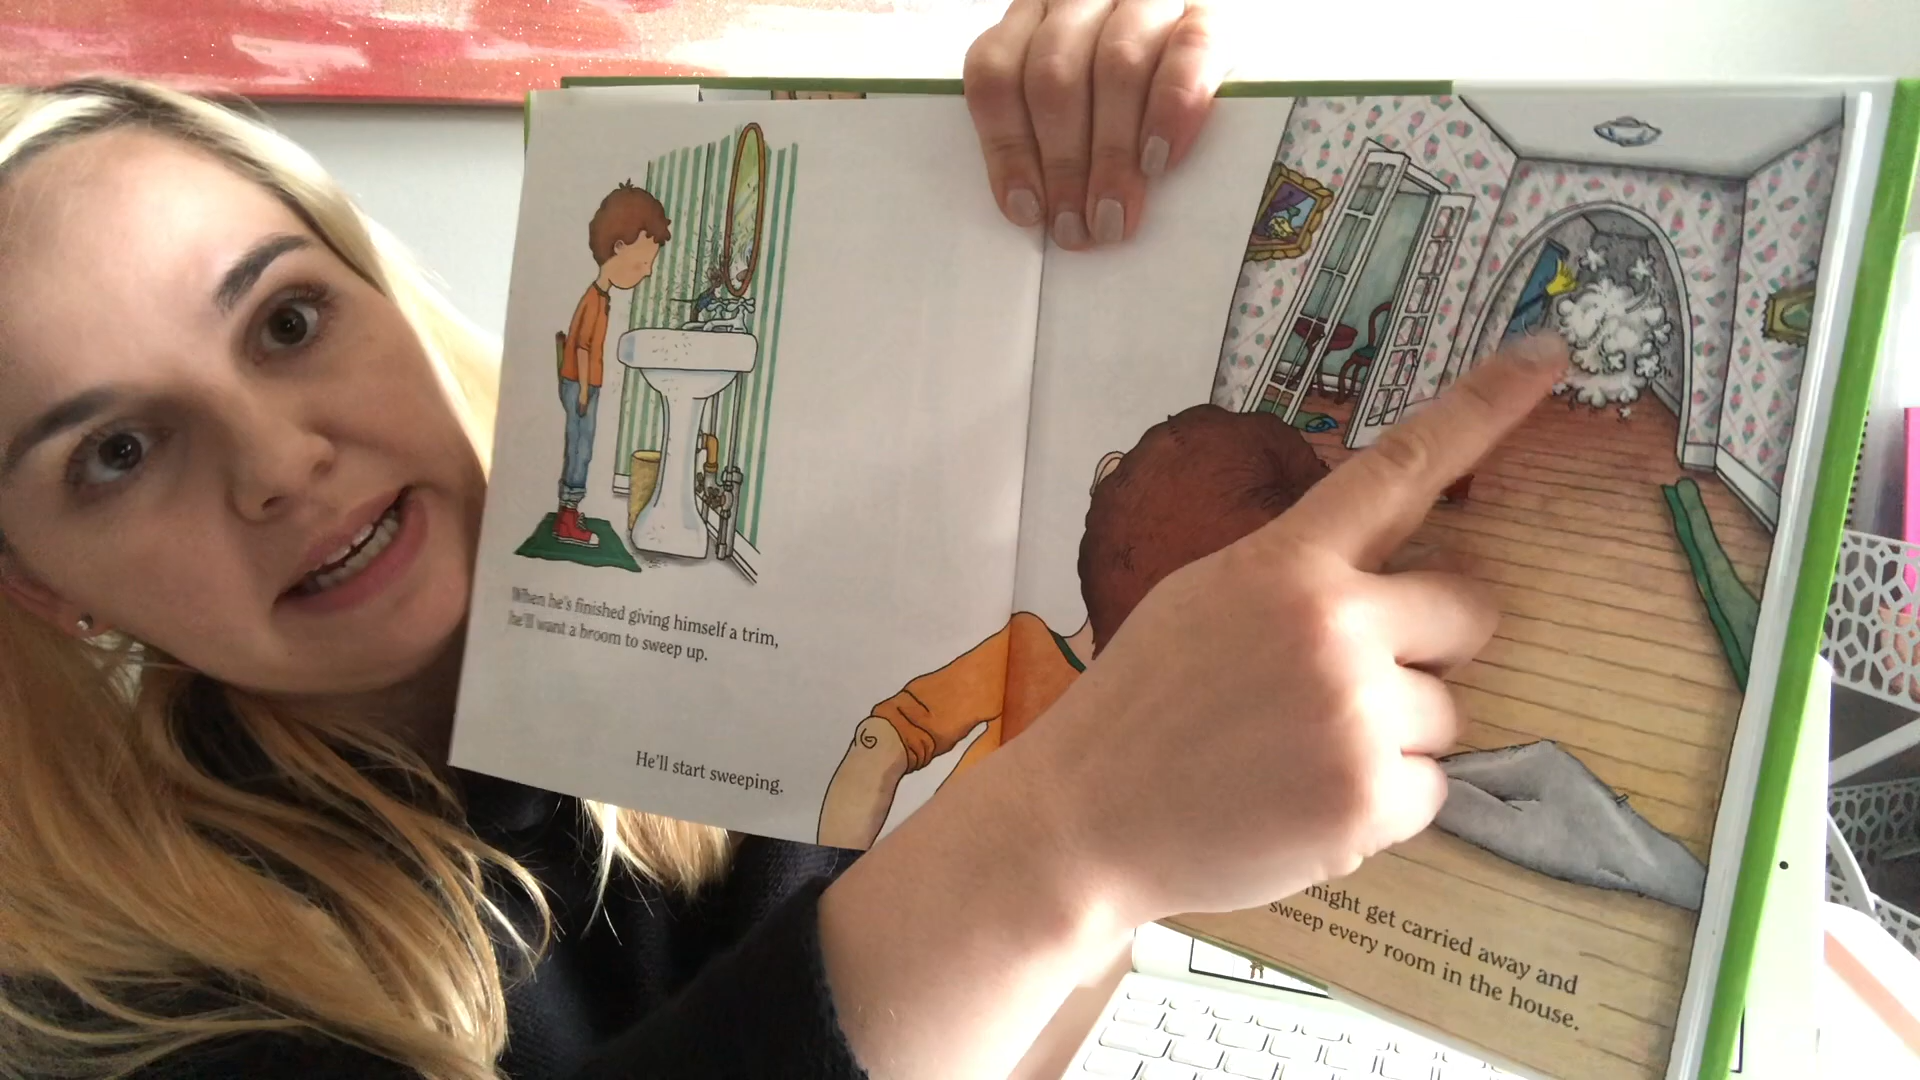 When he's finished giving himself a trim,
he'll want a broom to sweep up.
He'll start sweeping.
might get carried away and
sweep every room in the house.